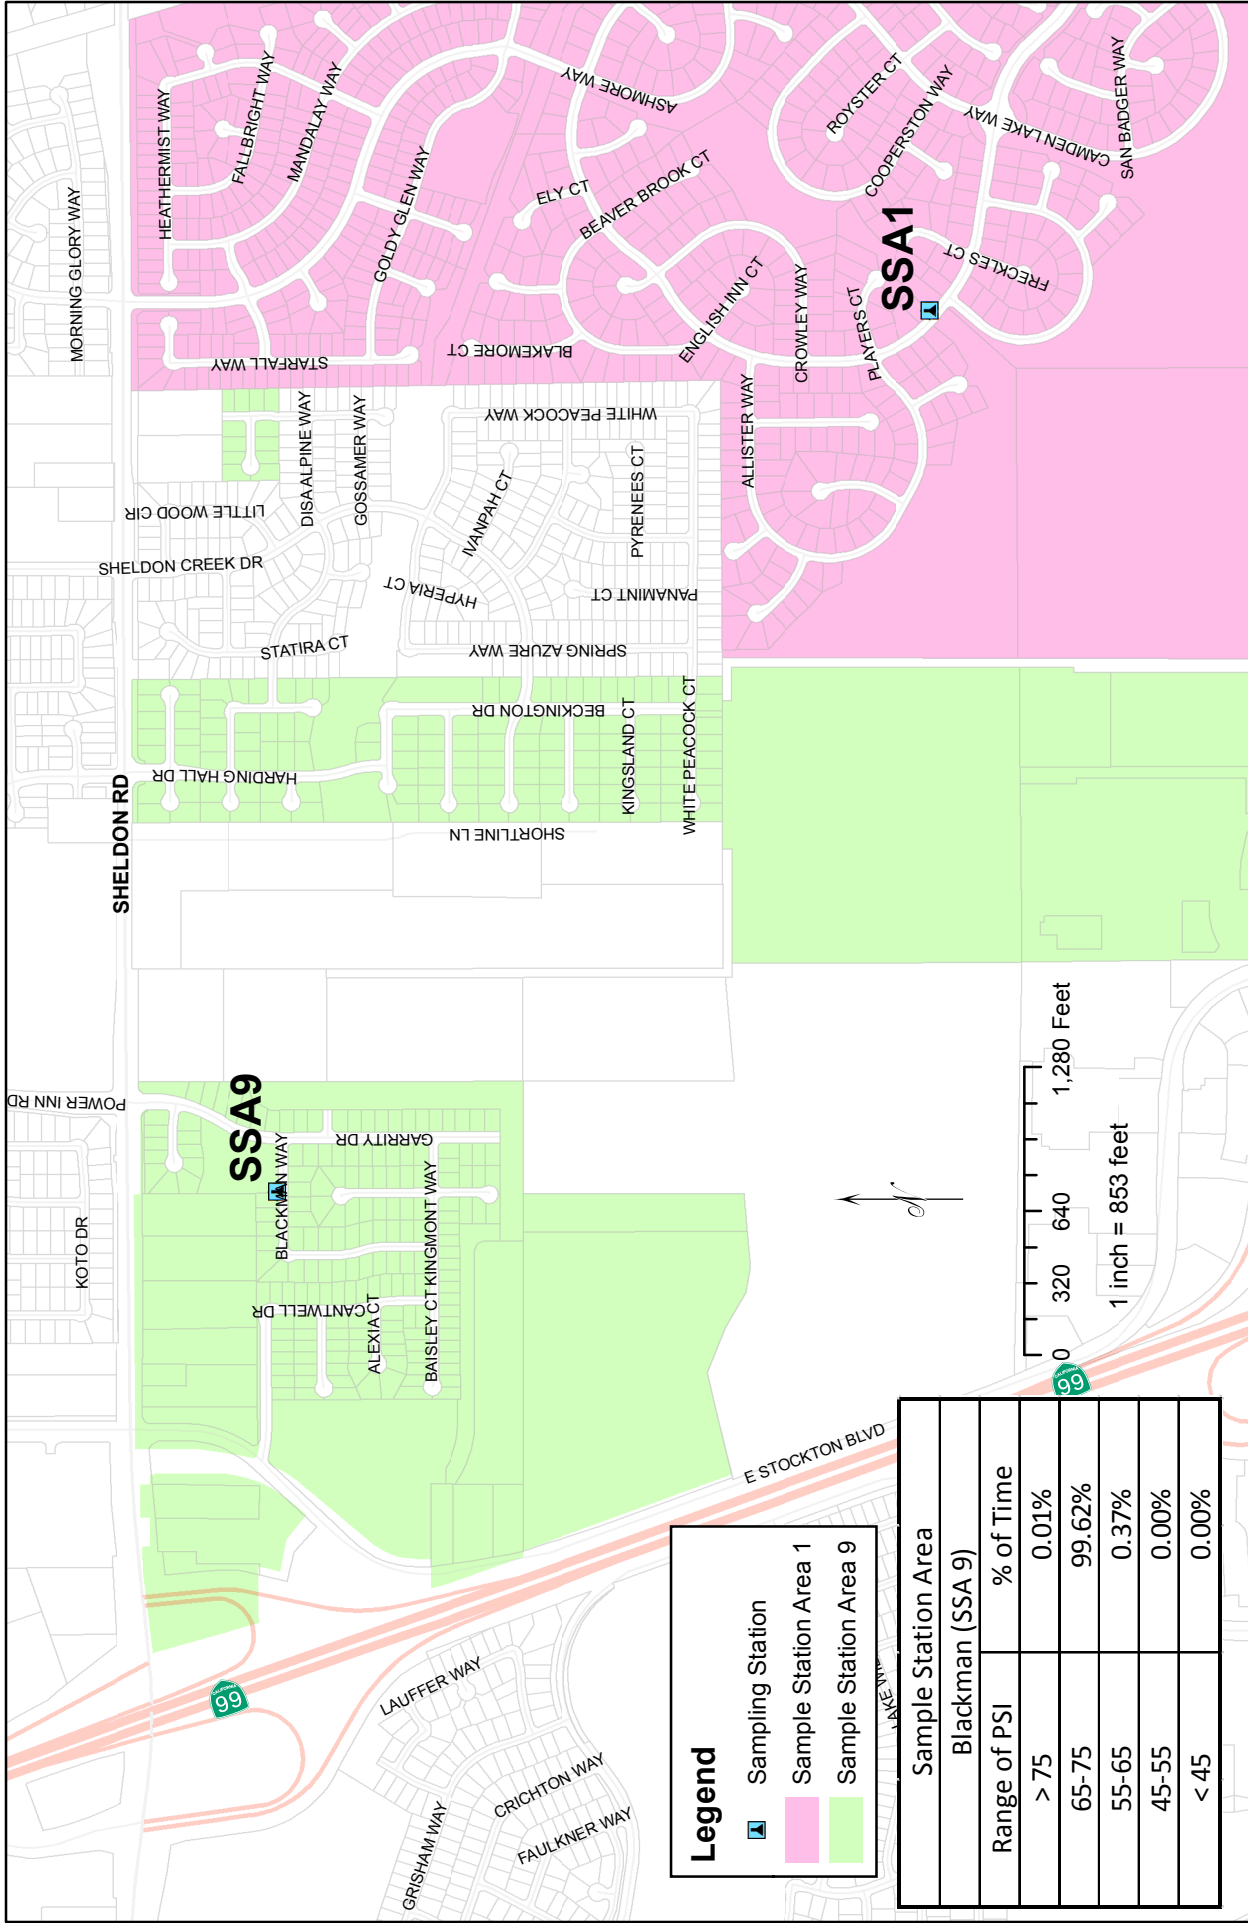 MORNING GLORY WAY
HEATHERMIST WAY
FALLBRIGHT WAY
MANDALAY WAY
GOLDY GLEN WAY
ASHMORE WAY
STARFALL WAY
ELY CT
BEAVER BROOK CT
BLAKEMORE CT
ENGLISH INN CT
CROWLEY WAY
PLAYERS CT
ALLISTER WAY
ROYSTER CT
COOPERSTON WAY
CAMDEN LAKE WAY
SAN BADGER WAY
FRECKLES CT
SSA1
SHELDON RD
SHELDON CREEK DR
LITTLE WOOD CIR
DISA ALPINE WAY
GOSSAMER WAY
WHITE PEACOCK WAY
IVANPAH CT
HYPERIA CT
PYRENEES CT
PANAMINT CT
STATIRA CT
SPRING AZURE WAY
HARDING HALL DR
BECKINGTON DR
KINGSLAND CT
WHITE PEACOCK CT
SHORTLINE LN
POWER INN RD
KOTO DR
SSA9
BLACKMAN WAY
GARRITY DR
CANTWELL DR
ALEXIA CT
BAISLEY CT
KINGMONT WAY
E STOCKTON BLVD
CALIFORNIA
99
CALIFORNIA
99
LAUFFER WAY
GRISHAM WAY
CRICHTON WAY
FAULKNER WAY
0 320 640 1,280 Feet
1 inch = 853 feet
Legend
Sampling Station
Sample Station Area 1
Sample Station Area 9
Sample Station Area
Blackman (SSA 9)
Range of PSI % of Time
> 75 0.01%
65-75 99.62%
55-65 0.37%
45-55 0.00%
< 45 0.00%